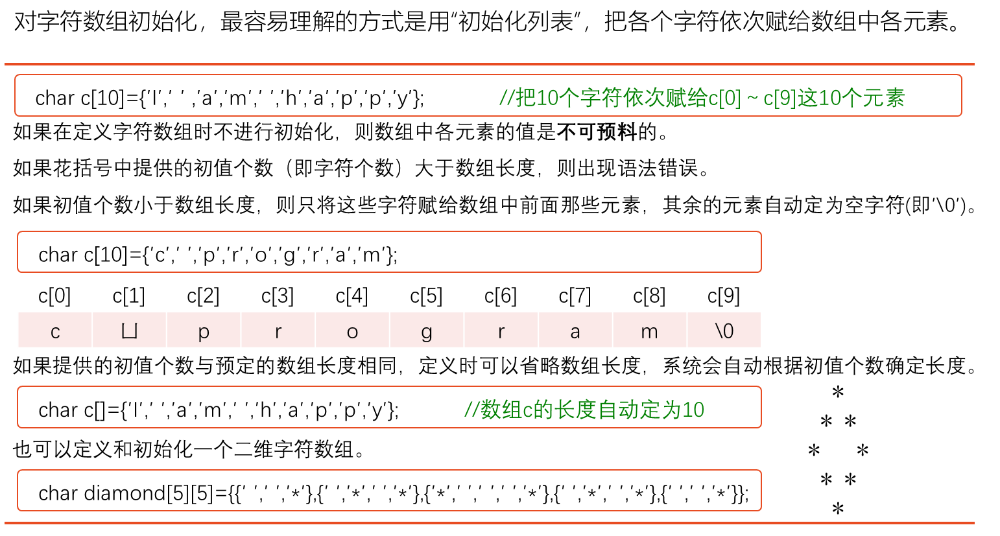 对字符数组初始化，最容易理解的方式是用“初始化列表”，把各个字符依次赋给数组中各元素。
char c[10]={'I',' ' ,'a','m',' ','h','a','p','p','y'}; //把10个字符依次赋给c[0] ~ c[9]这10个元素
如果在定义字符数组时不进行初始化，则数组中各元素的值是不可预料的。
如果花括号中提供的初值个数（即字符个数）大于数组长度，则出现语法错误。
如果初值个数小于数组长度，则只将这些字符赋给数组中前面那些元素，其余的元素自动定为空字符(即'\0')。
char c[10]={'c',' ','p','r','o','g','r','a','m'};
c[0] c[1] c[2] c[3] c[4] c[5] c[6] c[7] c[8] c[9]
c ⊔ p r o g r a m \0
如果提供的初值个数与预定的数组长度相同，定义时可以省略数组长度，系统会自动根据初值个数确定长度。
char c[]={'I',' ','a','m',' ','h','a','p','p','y'}; //数组c的长度自动定为10
也可以定义和初始化一个二维字符数组。
char diamond[5][5]={{' ',' ','*'},{' ','*',' ','*'},{'*',' ',' ',' ','*'},{' ','*',' ','*'},{' ',' ','*'}};
*
* *
*   *
* *
*